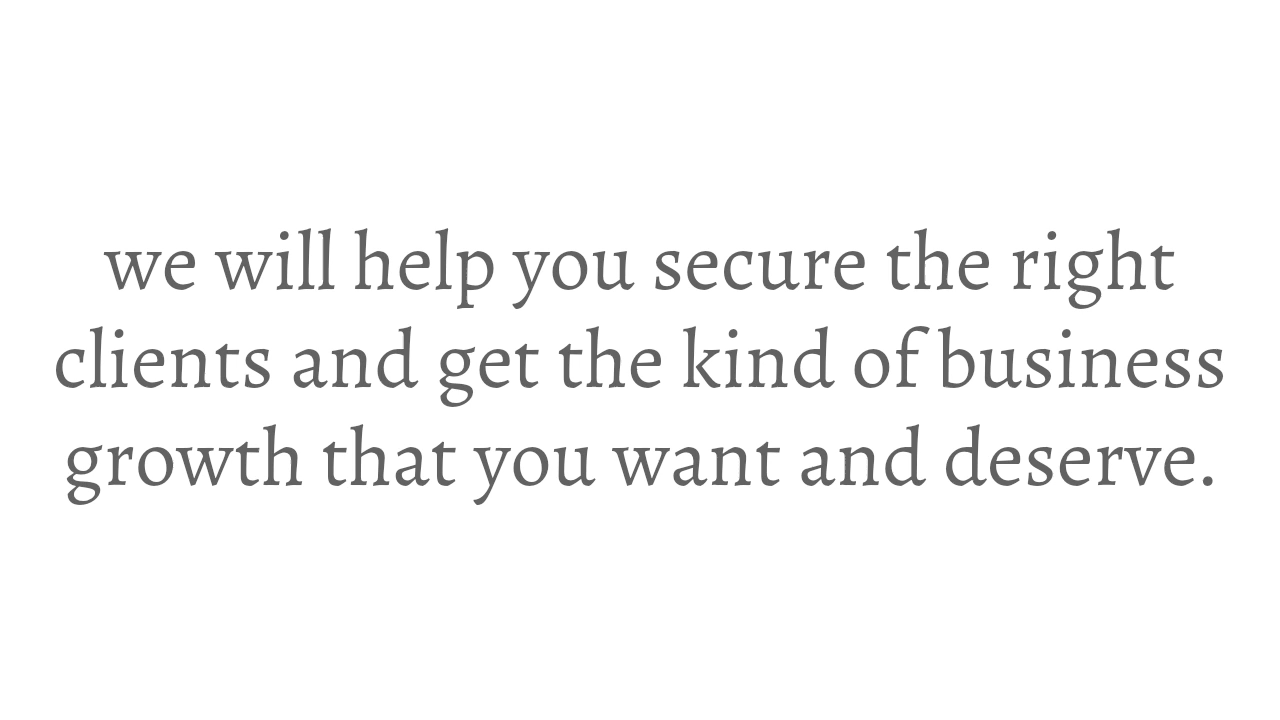 we will help you secure the right
clients and get the kind of business
growth that you want and deserve.